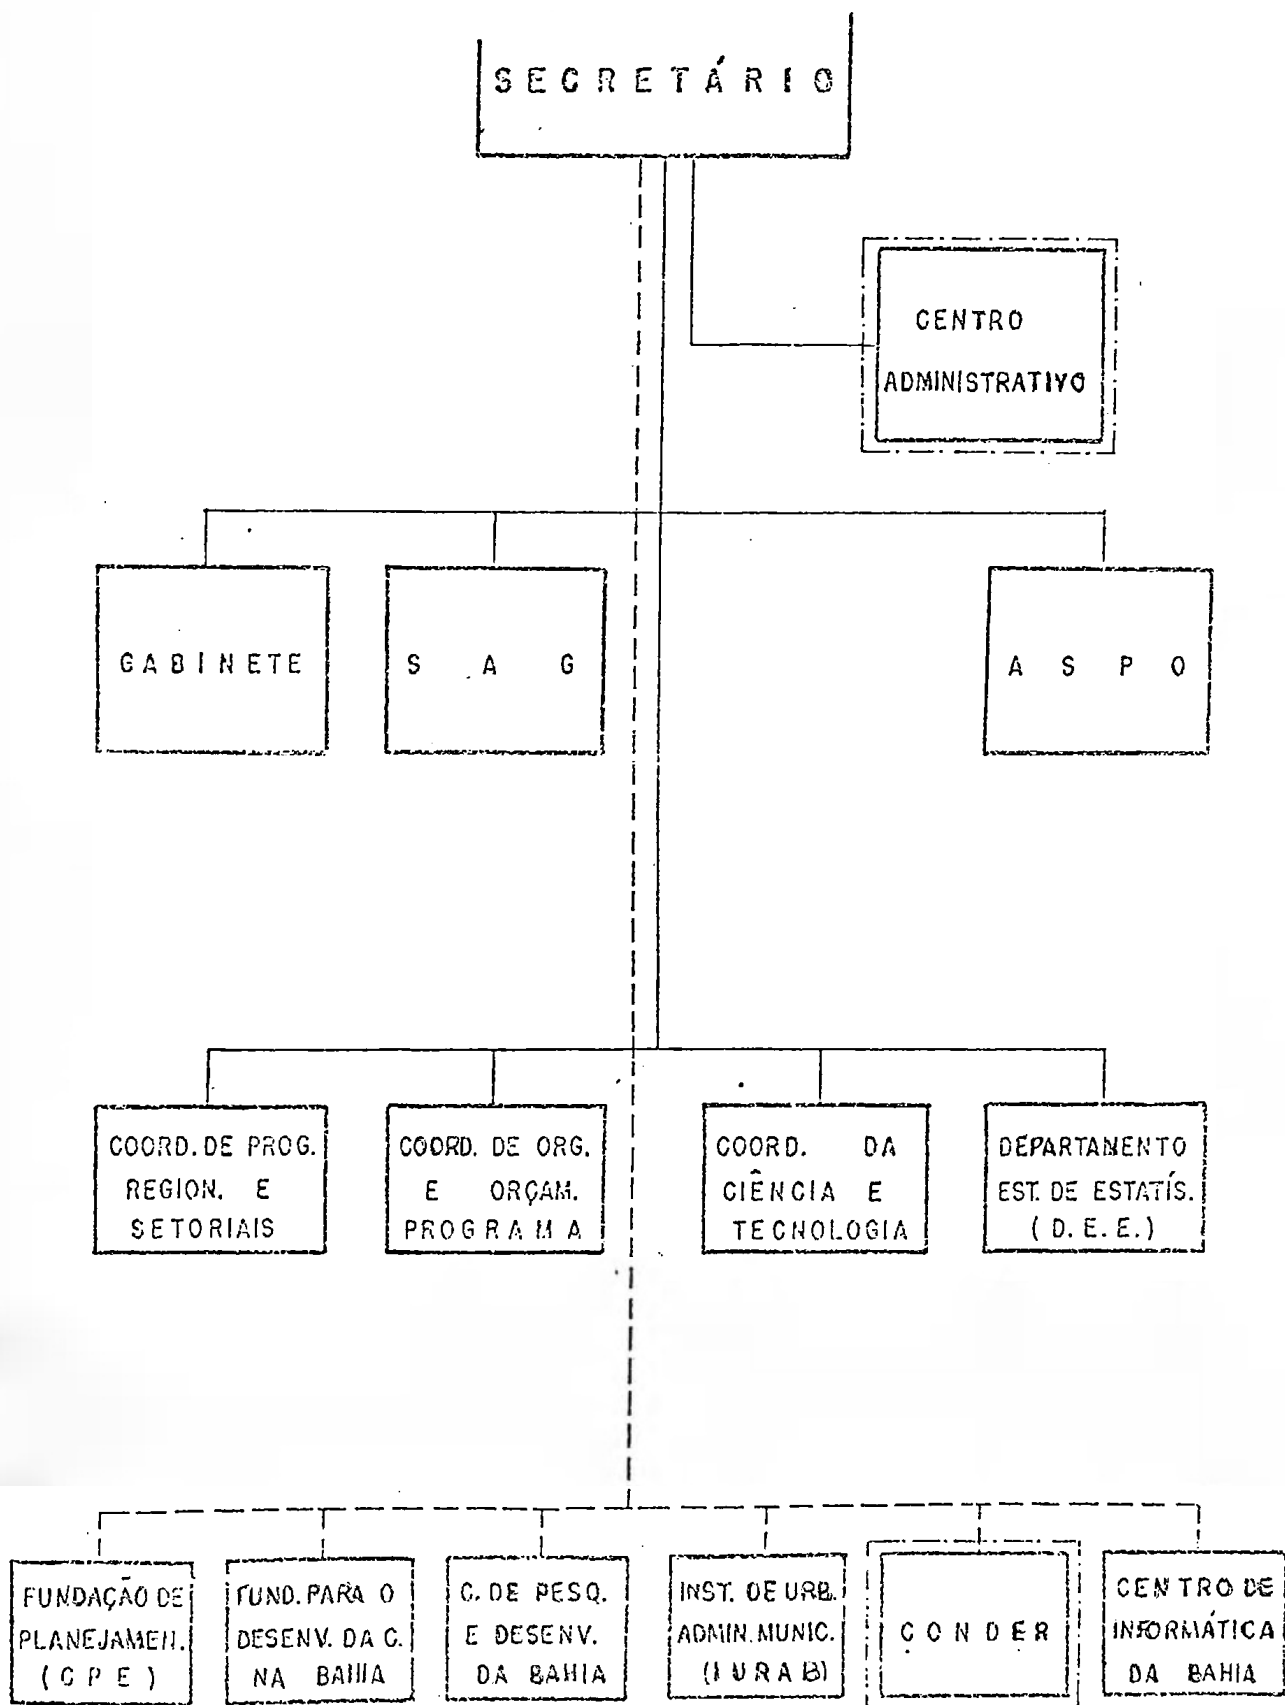 SECRETÁRIO
CENTRO
ADMINISTRATIVO
GABINETE
S A G
A S P O
COORD. DE PROG.
REGION. E
SETORIAIS
COORD. DE ORG.
E ORÇAM.
PROGRAMA
COORD. DA
CIÊNCIA E
TECNOLOGIA
DEPARTAMENTO
EST. DE ESTATÍS.
( D. E. E. )
FUNDAÇÃO DE
PLANEJAMEN.
( C P E )
FUND. PARA O
DESENV. DA C.
NA BAHIA
C. DE PESQ.
E DESENV.
DA BAHIA
INST. DE URB.
ADMIN. MUNIC.
(I U R A B)
CONDER
CENTRO DE
INFORMÁTICA
DA BAHIA